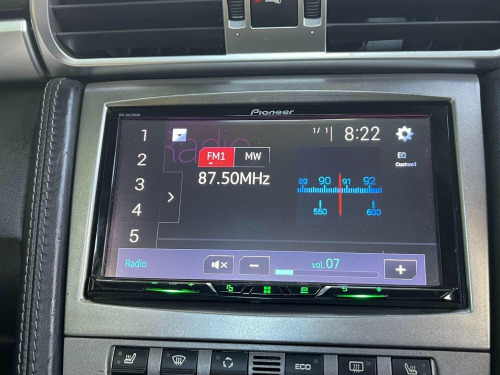 Pioneer
1
2
3
4
5
Radio
1/1
8:22
FM1 MW
EQ
Custom1
87.50MHz
89 90 91 92
550 600
Radio
vol.07
ECO